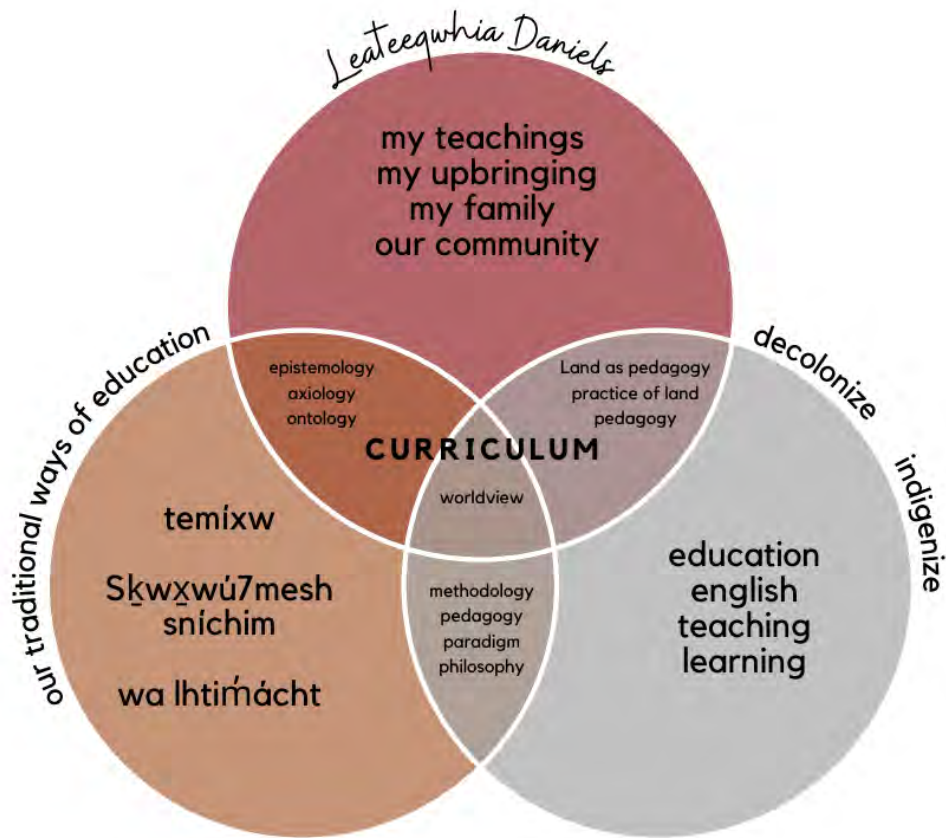 Leateeqwhia Daniels
my teachings
my upbringing
my family
our community
our traditional ways of education
decolonize
indigenize
epistemology
axiology
ontology
Land as pedagogy
practice of land
pedagogy
CURRICULUM
worldview
temíxw
Sḵwx̱wú7mesh
sníchim
wa lhtim̓ácht
methodology
pedagogy
paradigm
philosophy
education
english
teaching
learning